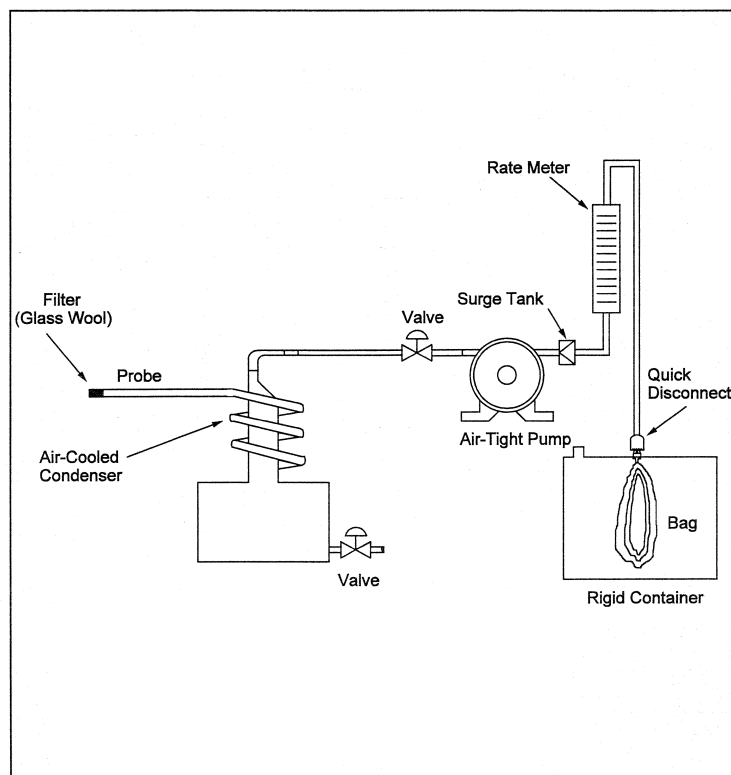 Rate Meter
Surge Tank
Filter
(Glass Wool)
Valve
Probe
Quick
Disconnect
Air-Tight Pump
Air-Cooled
Condenser
Bag
Valve
Rigid Container